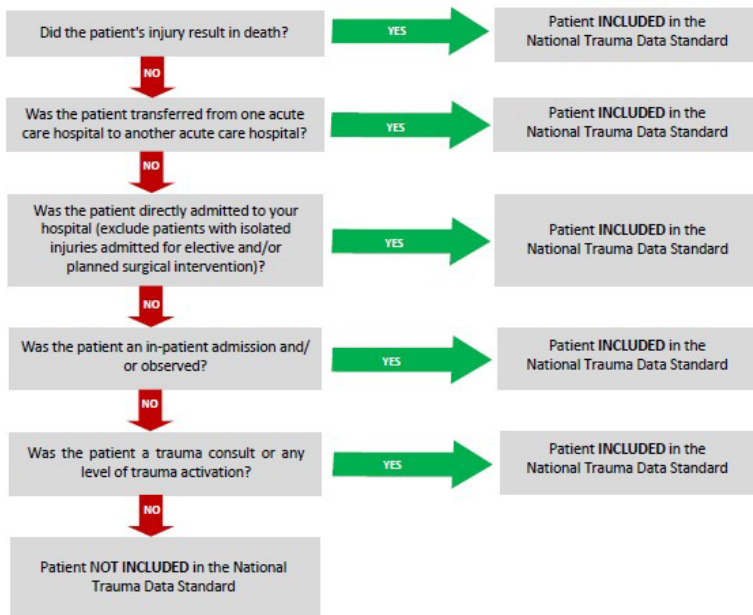 Did the patient's injury result in death?
YES
Patient INCLUDED in the
National Trauma Data Standard
NO
Was the patient transferred from one acute
care hospital to another acute care hospital?
YES
Patient INCLUDED in the
National Trauma Data Standard
NO
Was the patient directly admitted to your
hospital (exclude patients with isolated
injuries admitted for elective and/or
planned surgical intervention)?
YES
Patient INCLUDED in the
National Trauma Data Standard
NO
Was the patient an in-patient admission and/
or observed?
YES
Patient INCLUDED in the
National Trauma Data Standard
NO
Was the patient a trauma consult or any
level of trauma activation?
YES
Patient INCLUDED in the
National Trauma Data Standard
NO
Patient NOT INCLUDED in the National
Trauma Data Standard